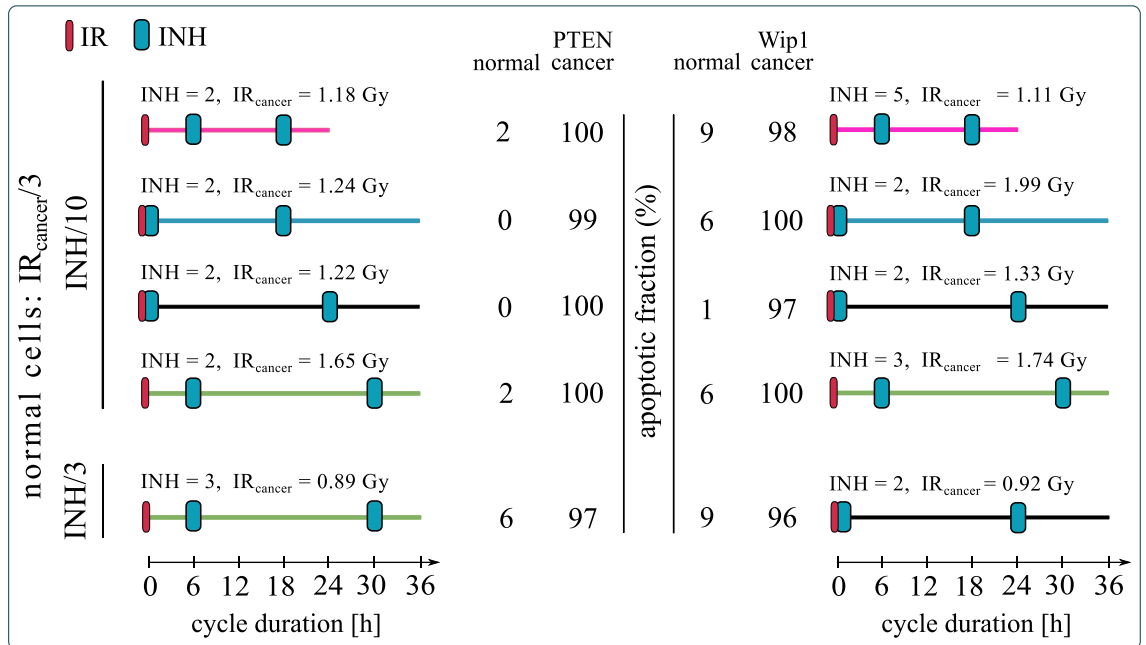 IR INH
normal PTEN cancer normal Wip1 cancer
normal cells: IRcancer/3
INH/10
INH = 2, IRcancer = 1.18 Gy
2 100 9 98
INH = 5, IRcancer = 1.11 Gy
INH = 2, IRcancer = 1.24 Gy
0 99 6 100
INH = 2, IRcancer = 1.99 Gy
INH = 2, IRcancer = 1.22 Gy
0 100 1 97
INH = 2, IRcancer = 1.33 Gy
INH = 2, IRcancer = 1.65 Gy
2 100 6 100
INH = 3, IRcancer = 1.74 Gy
apoptotic fraction (%)
INH/3
INH = 3, IRcancer = 0.89 Gy
6 97 9 96
INH = 2, IRcancer = 0.92 Gy
0 6 12 18 24 30 36
cycle duration [h]
0 6 12 18 24 30 36
cycle duration [h]